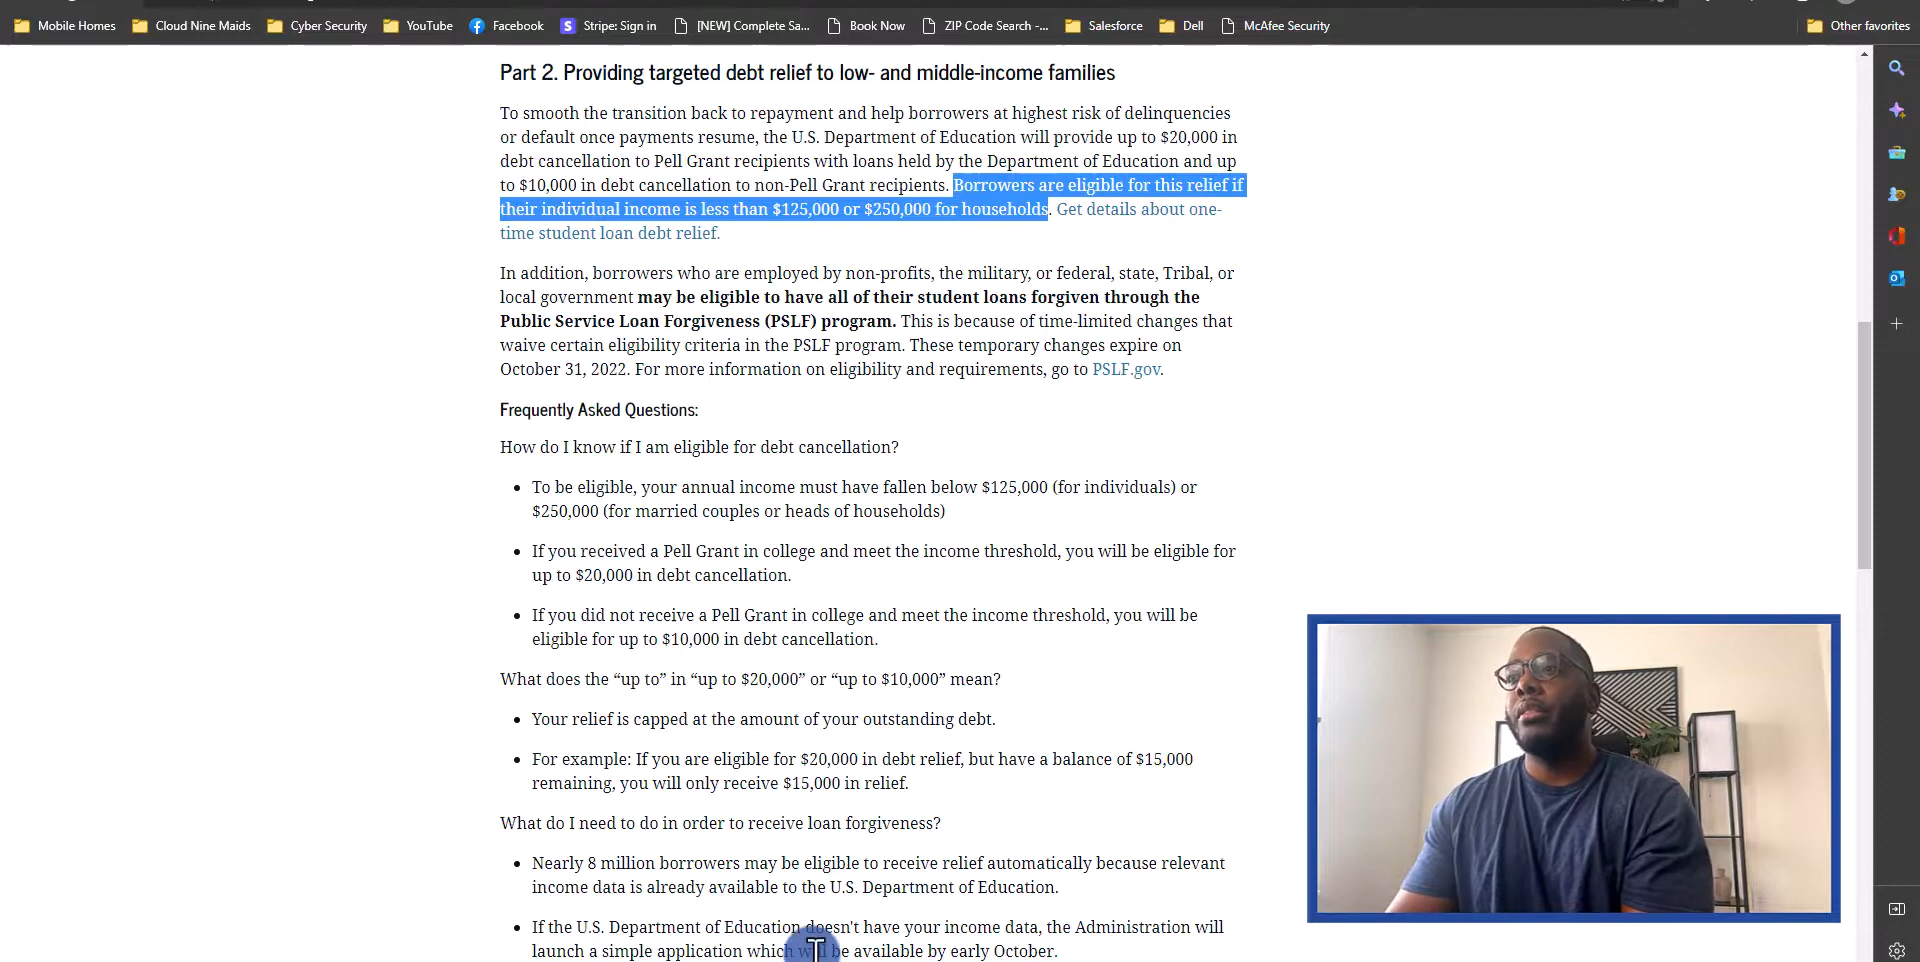 Mobile Homes
Cloud Nine Maids
Cyber Security
YouTube
Facebook
S
Stripe: Sign in
[NEW] Complete Sa...
Book Now
ZIP Code Search -...
Salesforce
Dell
McAfee Security
Other favorites
Part 2. Providing targeted debt relief to low- and middle-income families
To smooth the transition back to repayment and help borrowers at highest risk of delinquencies
or default once payments resume, the U.S. Department of Education will provide up to $20,000 in
debt cancellation to Pell Grant recipients with loans held by the Department of Education and up
to $10,000 in debt cancellation to non-Pell Grant recipients. Borrowers are eligible for this relief if
their individual income is less than $125,000 or $250,000 for households. Get details about one-
time student loan debt relief.
In addition, borrowers who are employed by non-profits, the military, or federal, state, Tribal, or
local government may be eligible to have all of their student loans forgiven through the
Public Service Loan Forgiveness (PSLF) program. This is because of time-limited changes that
waive certain eligibility criteria in the PSLF program. These temporary changes expire on
October 31, 2022. For more information on eligibility and requirements, go to PSLF.gov.
Frequently Asked Questions:
How do I know if I am eligible for debt cancellation?
• To be eligible, your annual income must have fallen below $125,000 (for individuals) or
$250,000 (for married couples or heads of households)
• If you received a Pell Grant in college and meet the income threshold, you will be eligible for
up to $20,000 in debt cancellation.
• If you did not receive a Pell Grant in college and meet the income threshold, you will be
eligible for up to $10,000 in debt cancellation.
What does the “up to” in “up to $20,000” or “up to $10,000” mean?
• Your relief is capped at the amount of your outstanding debt.
• For example: If you are eligible for $20,000 in debt relief, but have a balance of $15,000
remaining, you will only receive $15,000 in relief.
What do I need to do in order to receive loan forgiveness?
• Nearly 8 million borrowers may be eligible to receive relief automatically because relevant
income data is already available to the U.S. Department of Education.
• If the U.S. Department of Education doesn't have your income data, the Administration will
launch a simple application which will be available by early October.